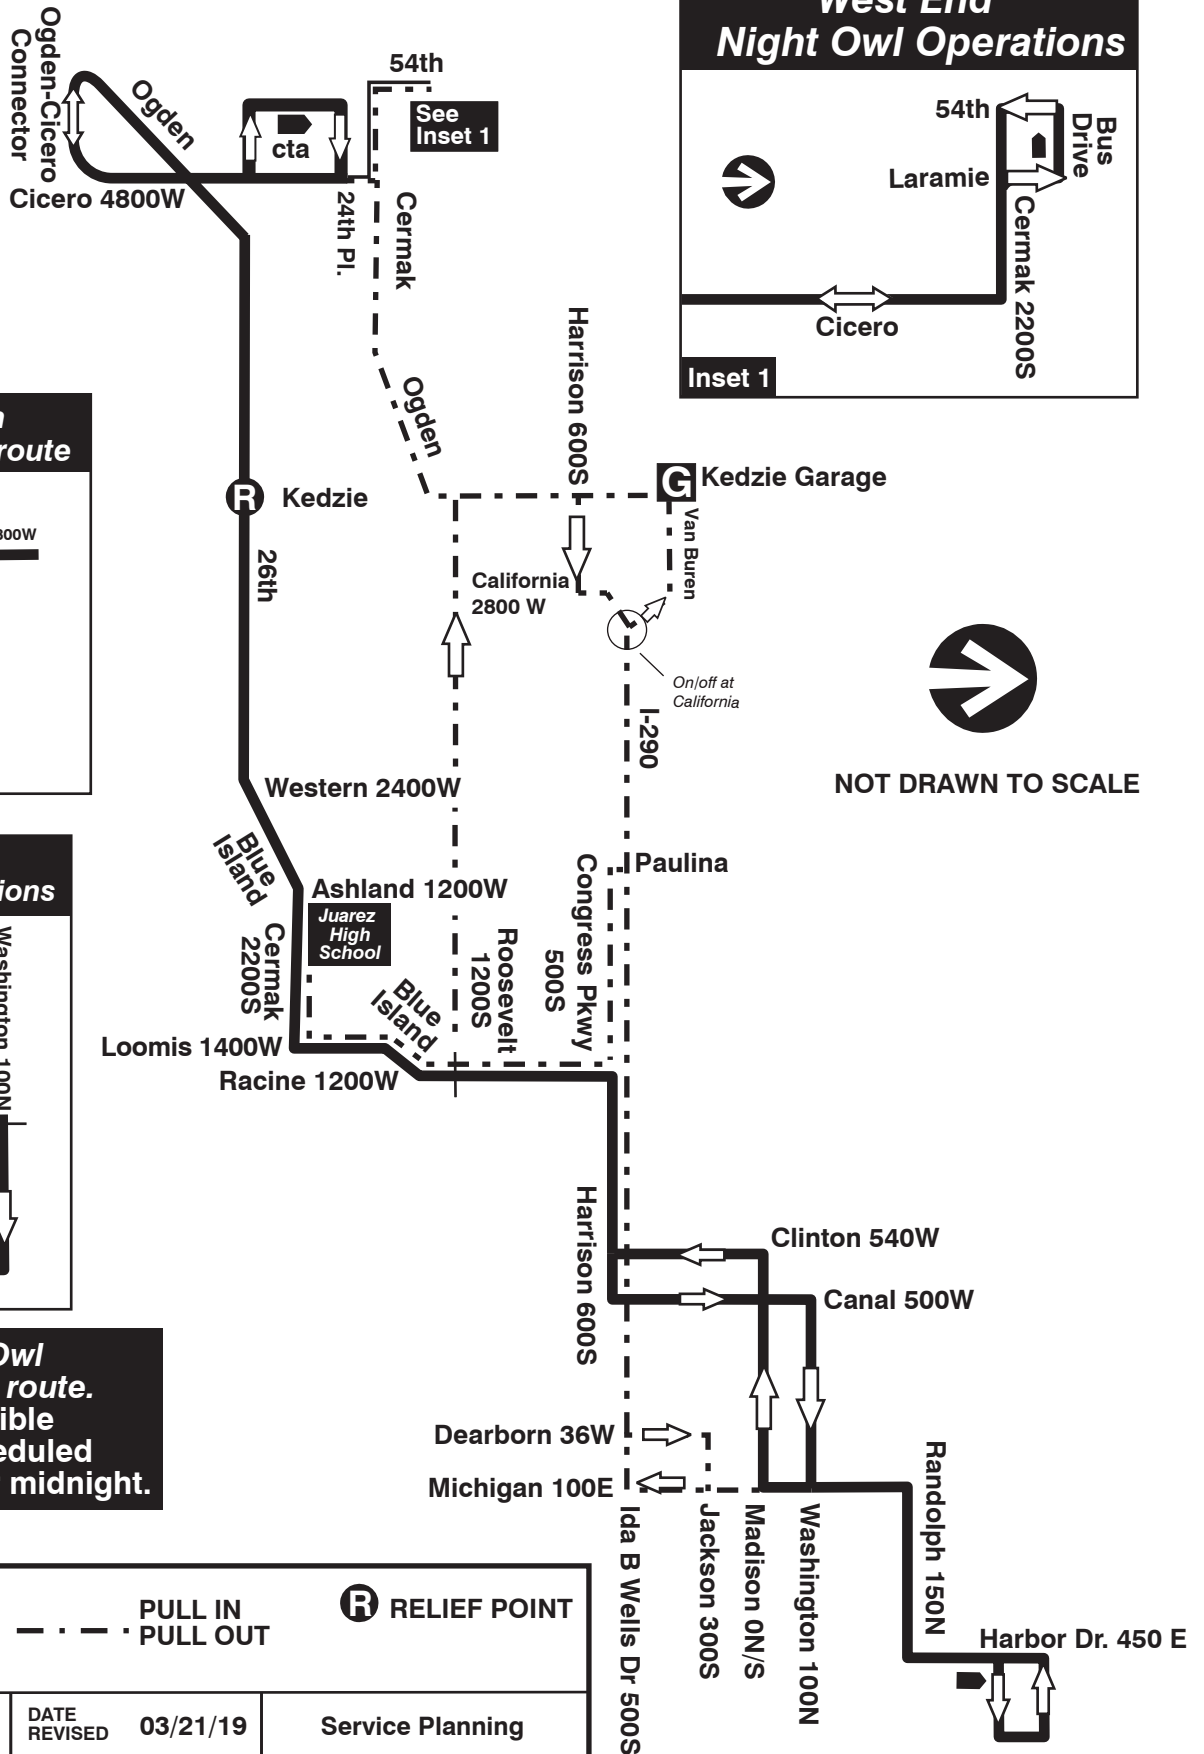 West End
Night Owl Operations
54th
Bus
Drive
Laramie
Cermak 2200S
Cicero
Inset 1
Ogden-Cicero
Connector
Ogden
54th
See
Inset 1
cta
Cicero 4800W
24th Pl.
Cermak
Ogden
Harrison 600S
route
800W
R Kedzie
G Kedzie Garage
Van Buren
26th
California
2800 W
On/off at
California
I-290
NOT DRAWN TO SCALE
Western 2400W
Blue
Island
Paulina
Ashland 1200W
Juarez
High
School
Congress Pkwy
500S
Roosevelt
1200S
Cermak
2200S
Blue
Island
Loomis 1400W
Racine 1200W
ions
Washington 100N
Harrison 600S
Clinton 540W
Canal 500W
Owl
route.
ible
eduled
midnight.
Dearborn 36W
Michigan 100E
Ida B Wells Dr 500S
Jackson 300S
Madison 0N/S
Washington 100N
Randolph 150N
Harbor Dr. 450 E
PULL IN
PULL OUT
R RELIEF POINT
DATE
REVISED
03/21/19
Service Planning